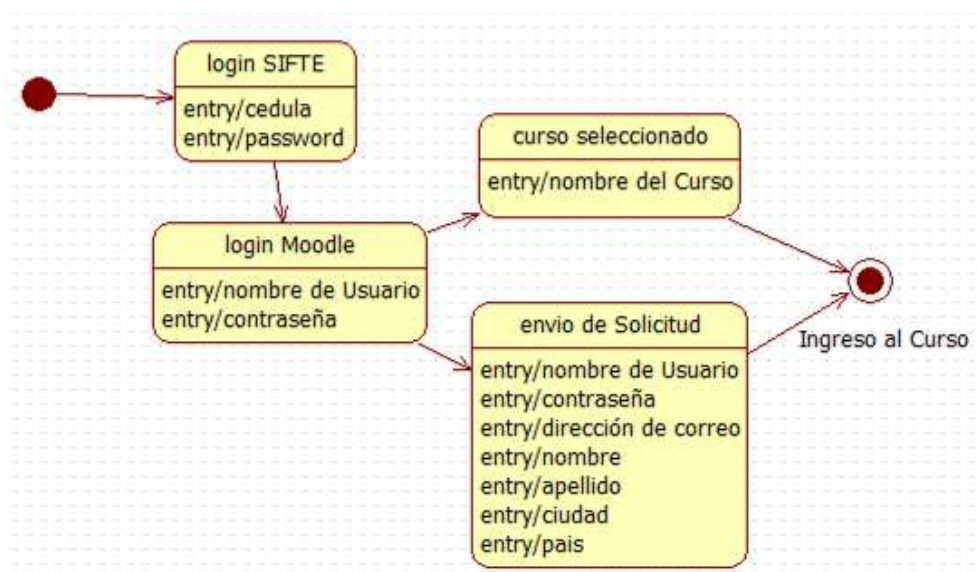 login SIFTE
entry/cedula
entry/password
curso seleccionado
entry/nombre del Curso
login Moodle
entry/nombre de Usuario
entry/contraseña
envio de Solicitud
entry/nombre de Usuario
entry/contraseña
entry/dirección de correo
entry/nombre
entry/apellido
entry/ciudad
entry/pais
Ingreso al Curso